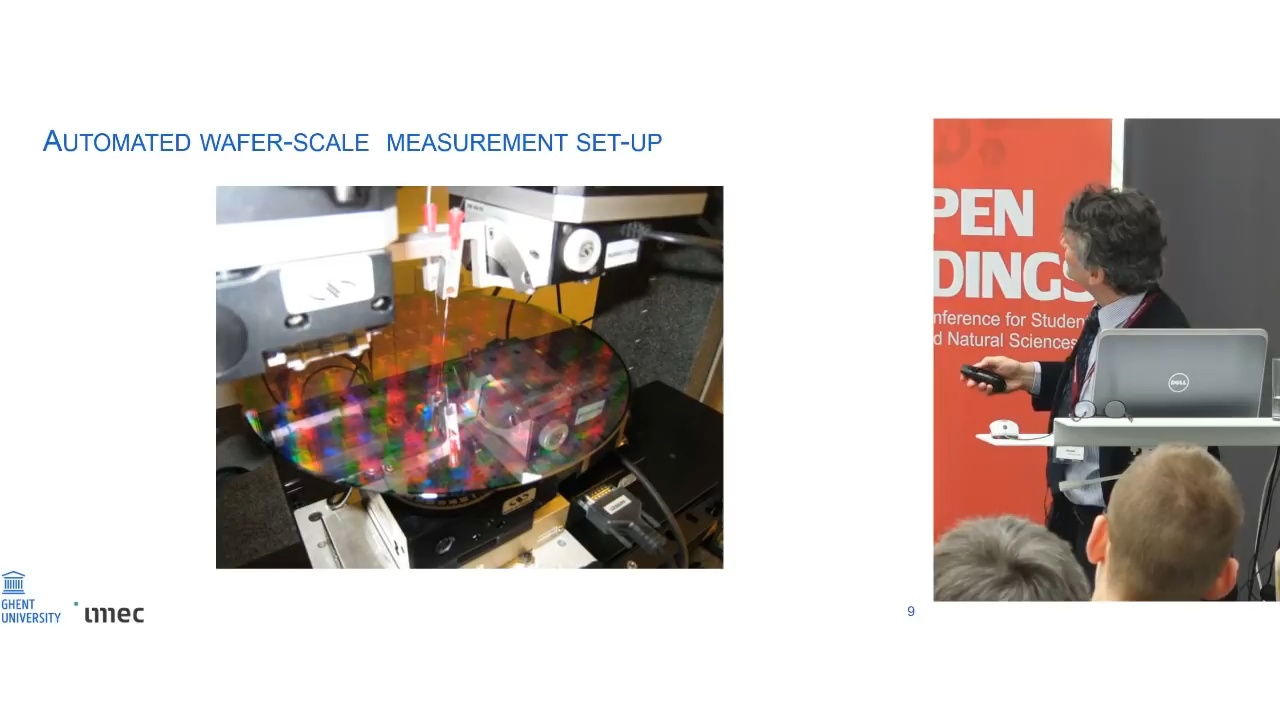 AUTOMATED WAFER-SCALE MEASUREMENT SET-UP
PEN
DINGS
nference for Studen
d Natural Sciences
DELL
GHENT
UNIVERSITY
imec
9